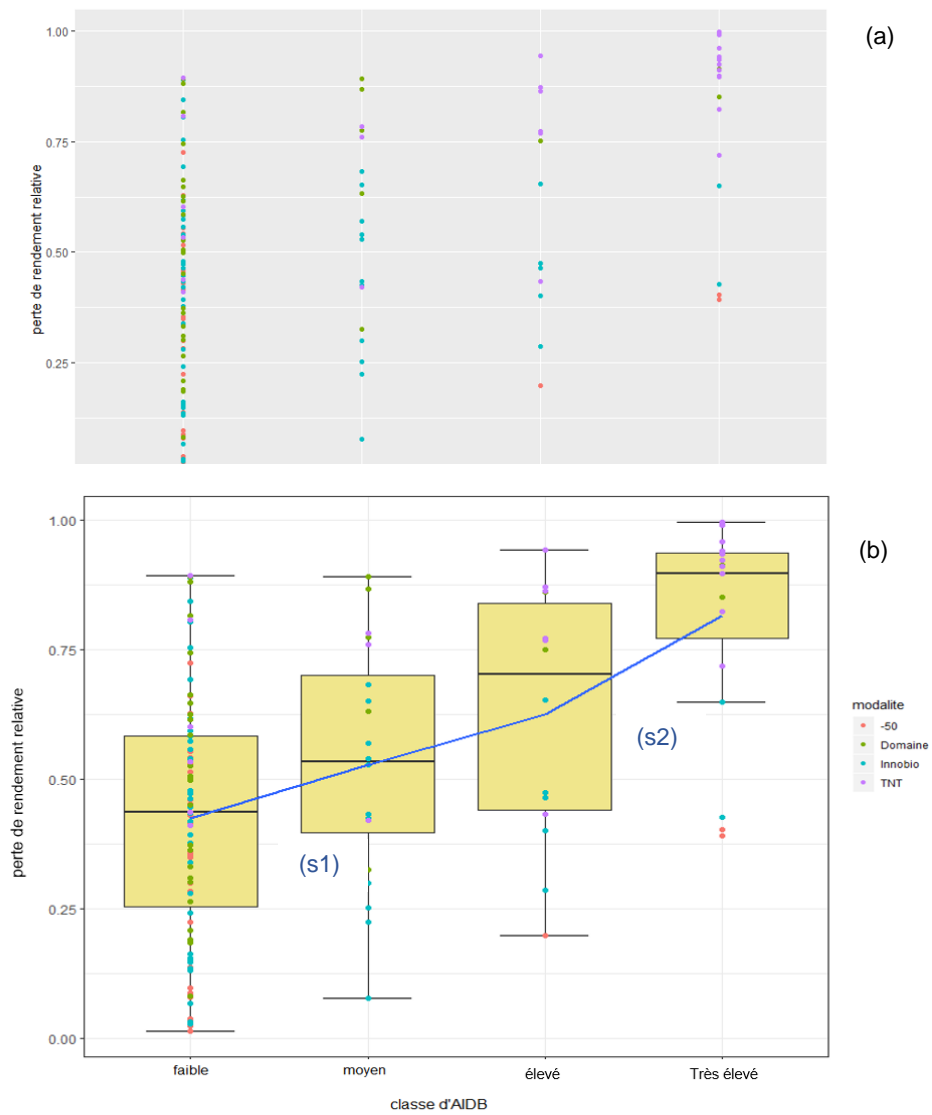 (a)
perte de rendement relative
1.00
0.75
0.50
0.25
(b)
perte de rendement relative
1.00
0.75
0.50
0.25
0.00
(s1)
(s2)
modalite
-50
Domaine
Innobio
TNT
faible
moyen
élevé
Très élevé
classe d'AIDB